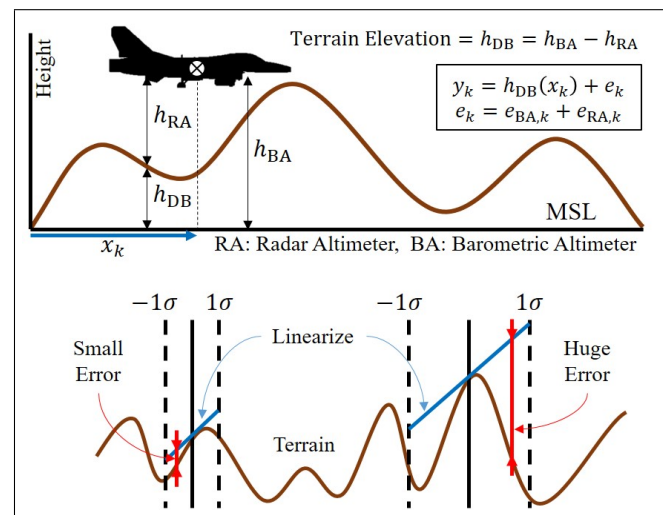 Height
Terrain Elevation = h_DB = h_BA − h_RA
y_k = h_DB(x_k) + e_k
e_k = e_BA,k + e_RA,k
h_RA
h_BA
h_DB
MSL
x_k
RA: Radar Altimeter, BA: Barometric Altimeter
−1σ 1σ −1σ 1σ
Small
Error
Linearize
Huge
Error
Terrain